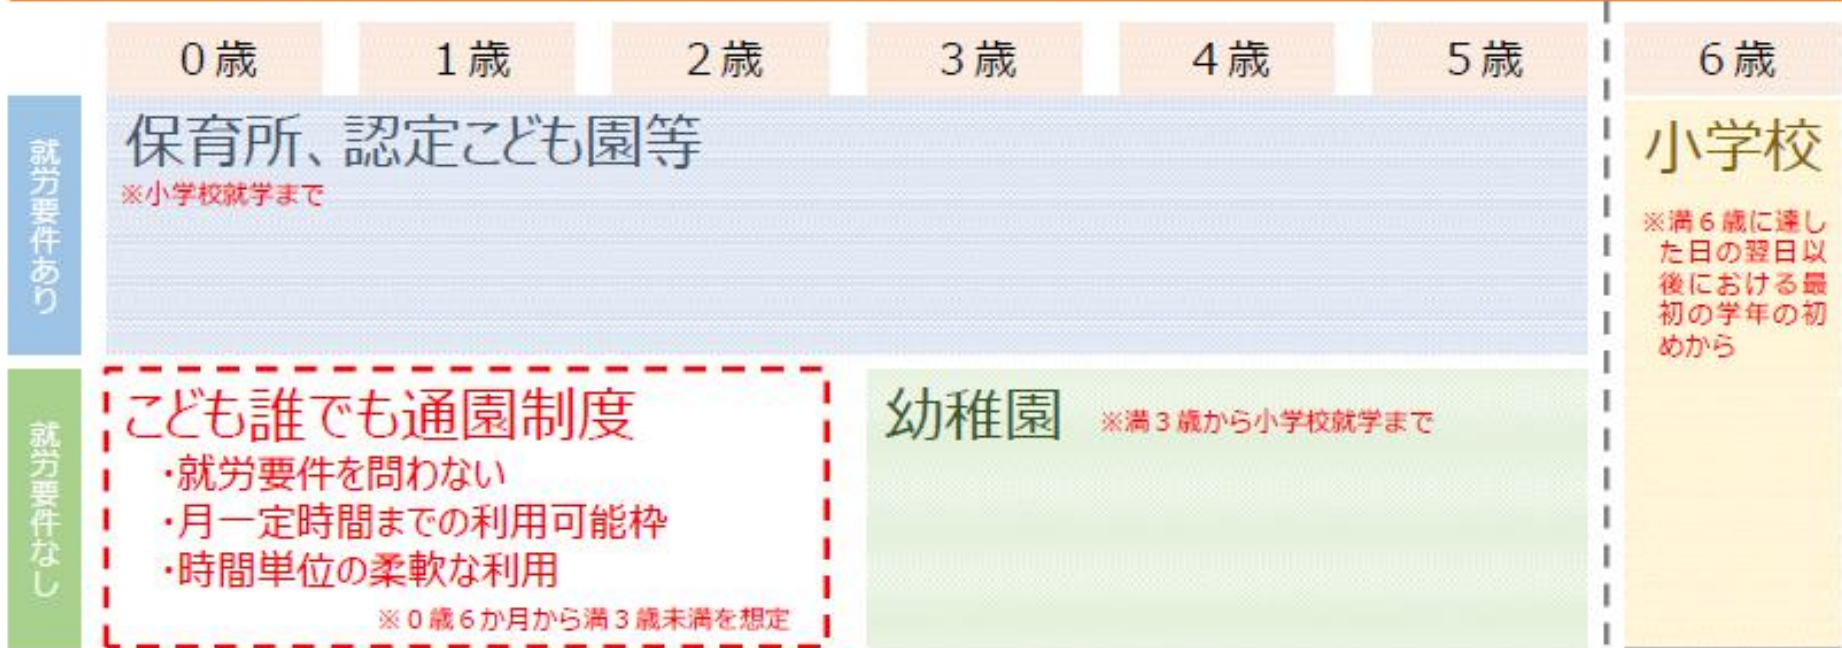 0歳
1歳
2歳
3歳
4歳
5歳
6歳
就労要件あり
保育所、認定こども園等
※小学校就学まで
小学校
※満6歳に達し
た日の翌日以
後における最
初の学年の初
めから
就労要件なし
こども誰でも通園制度
・就労要件を問わない
・月一定時間までの利用可能枠
・時間単位の柔軟な利用
※0歳6か月から満3歳未満を想定
幼稚園 ※満3歳から小学校就学まで